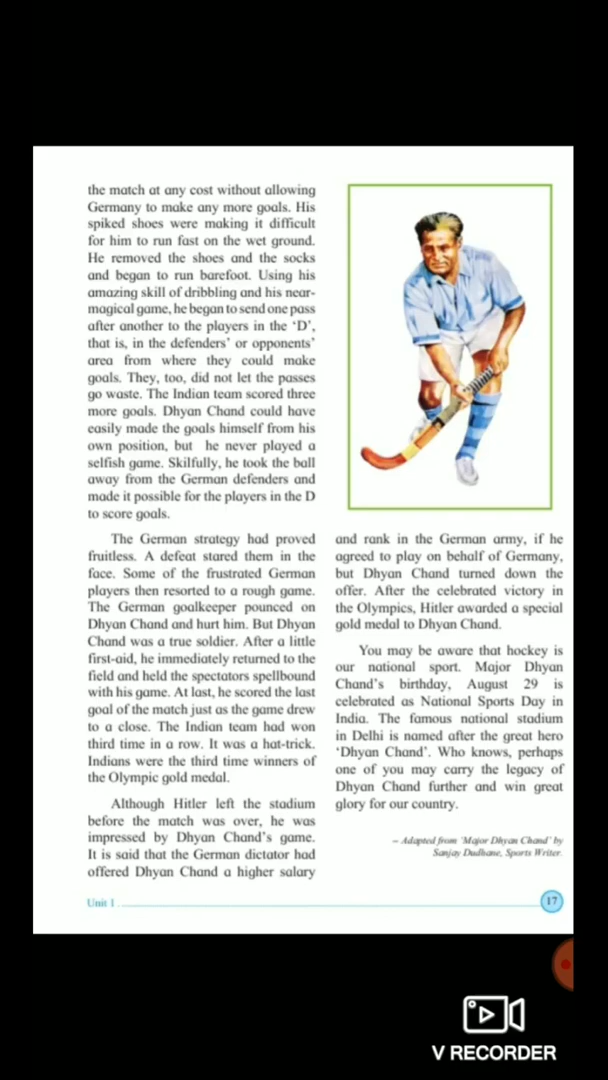 the match at any cost without allowing
Germany to make any more goals. His
spiked shoes were making it difficult
for him to run fast on the wet ground.
He removed the shoes and the socks
and began to run barefoot. Using his
amazing skill of dribbling and his near-
magical game, he began to send one pass
after another to the players in the ‘D’,
that is, in the defenders’ or opponents’
area from where they could make
goals. They, too, did not let the passes
go waste. The Indian team scored three
more goals. Dhyan Chand could have
easily made the goals himself from his
own position, but he never played a
selfish game. Skilfully, he took the ball
away from the German defenders and
made it possible for the players in the D
to score goals.
The German strategy had proved
fruitless. A defeat stared them in the
face. Some of the frustrated German
players then resorted to a rough game.
The German goalkeeper pounced on
Dhyan Chand and hurt him. But Dhyan
Chand was a true soldier. After a little
first-aid, he immediately returned to the
field and held the spectators spellbound
with his game. At last, he scored the last
goal of the match just as the game drew
to a close. The Indian team had won
third time in a row. It was a hat-trick.
Indians were the third time winners of
the Olympic gold medal.
Although Hitler left the stadium
before the match was over, he was
impressed by Dhyan Chand’s game.
It is said that the German dictator had
offered Dhyan Chand a higher salary
and rank in the German army, if he
agreed to play on behalf of Germany,
but Dhyan Chand turned down the
offer. After the celebrated victory in
the Olympics, Hitler awarded a special
gold medal to Dhyan Chand.
You may be aware that hockey is
our national sport. Major Dhyan
Chand’s birthday, August 29 is
celebrated as National Sports Day in
India. The famous national stadium
in Delhi is named after the great hero
‘Dhyan Chand’. Who knows, perhaps
one of you may carry the legacy of
Dhyan Chand further and win great
glory for our country.
– Adapted from ‘Major Dhyan Chand’ by
Sanjay Dudhane, Sports Writer.
Unit 1
17
V RECORDER